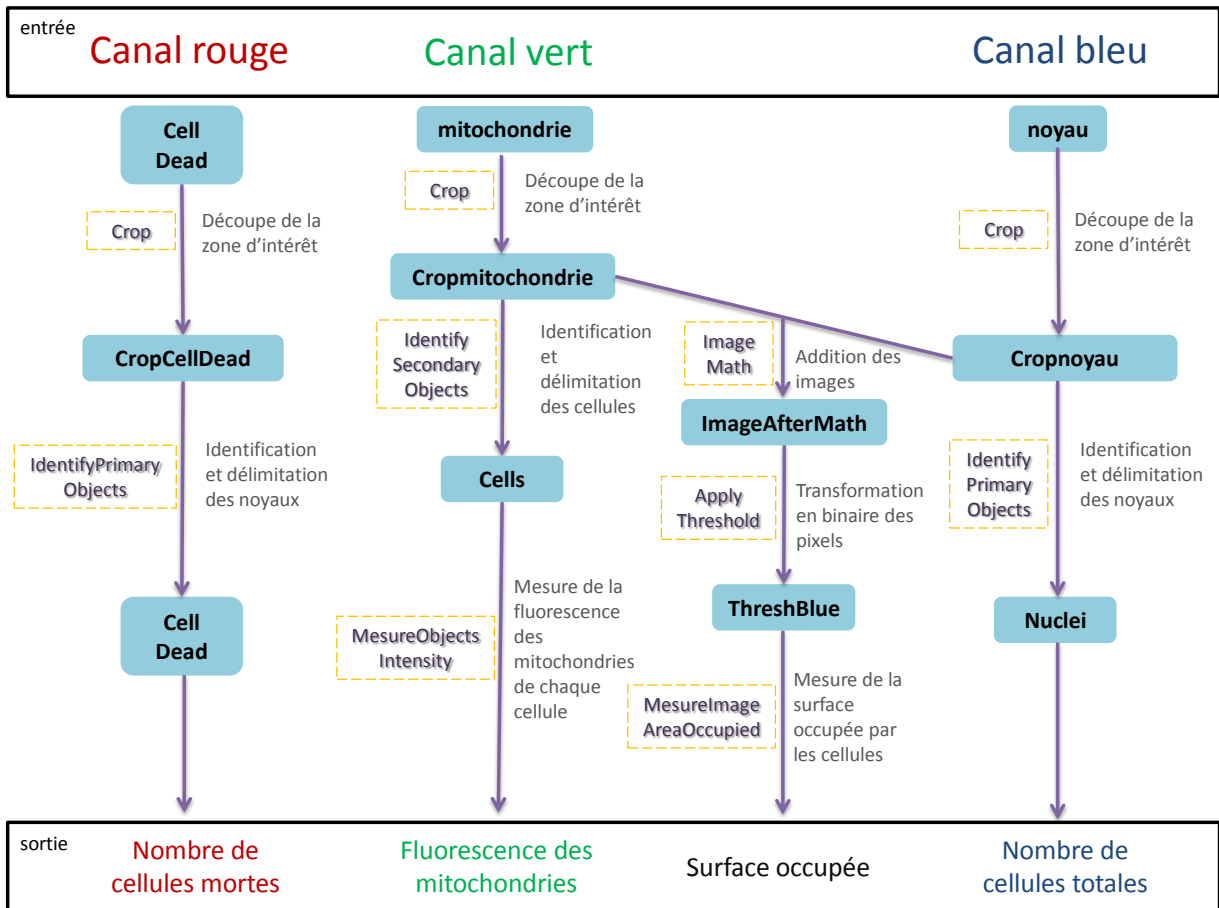 entrée
Canal rouge
Canal vert
Canal bleu
Cell
Dead
mitochondrie
noyau
Crop
Découpe de la
zone d'intérêt
Crop
Découpe de la
zone d'intérêt
Crop
Découpe de la
zone d'intérêt
Cropmitochondrie
CropCellDead
Identify
Secondary
Objects
Identification
et
délimitation
des cellules
Image
Math
Addition des
images
Cropnoyau
ImageAfterMath
IdentifyPrimary
Objects
Identification
et délimitation
des noyaux
Cells
Apply
Threshold
Transformation
en binaire des
pixels
Identify
Primary
Objects
Identification
et délimitation
des noyaux
Cell
Dead
MesureObjects
Intensity
Mesure de la
fluorescence
des
mitochondries
de chaque
cellule
ThreshBlue
Nuclei
MesureImage
AreaOccupied
Mesure de la
surface
occupée par
les cellules
sortie
Nombre de
cellules mortes
Fluorescence des
mitochondries
Surface occupée
Nombre de
cellules totales